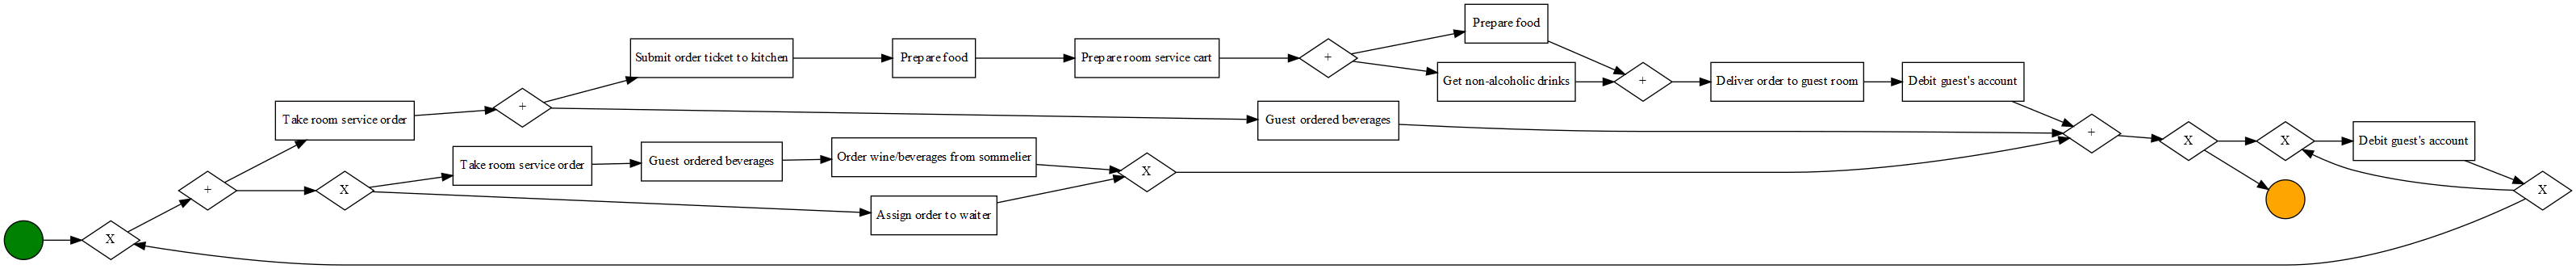 Prepare food
Submit order ticket to kitchen
Prepare food
Prepare room service cart
+
Get non-alcoholic drinks
+
Deliver order to guest room
Debit guest's account
Take room service order
+
Guest ordered beverages
+
X
X
Debit guest's account
Take room service order
Guest ordered beverages
Order wine/beverages from sommelier
X
+
X
Assign order to waiter
X
X